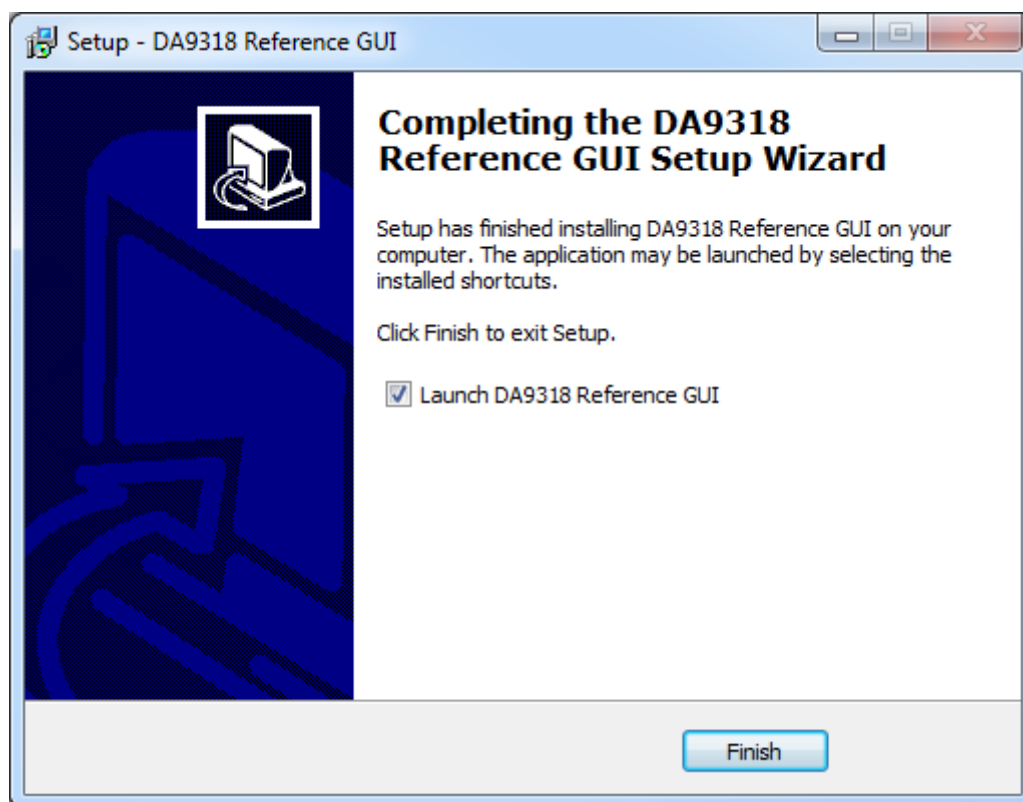 Setup - DA9318 Reference GUI
Completing the DA9318
Reference GUI Setup Wizard
Setup has finished installing DA9318 Reference GUI on your
computer. The application may be launched by selecting the
installed shortcuts.
Click Finish to exit Setup.
Launch DA9318 Reference GUI
Finish